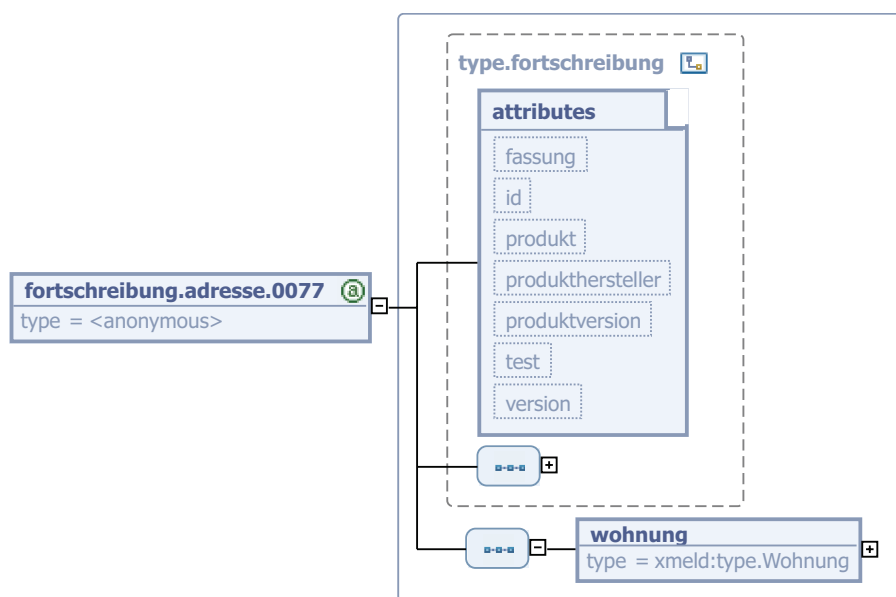 type.fortschreibung
attributes
fassung
id
produkt
produkthersteller
produktversion
test
version
fortschreibung.adresse.0077 @
type = <anonymous>
wohnung
type = xmeld:type.Wohnung